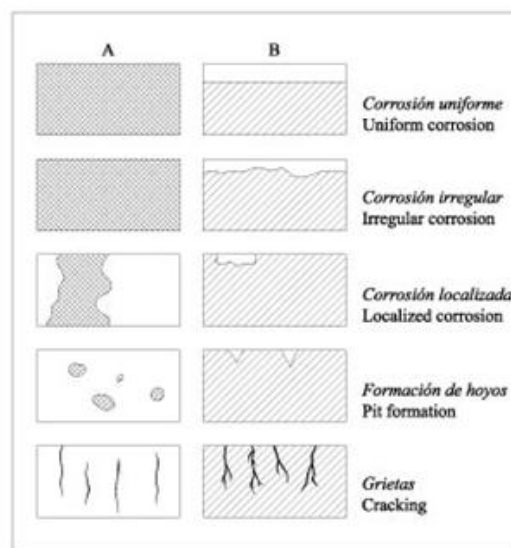 A B
Corrosión uniforme
Uniform corrosion
Corrosión irregular
Irregular corrosion
Corrosión localizada
Localized corrosion
Formación de hoyos
Pit formation
Grietas
Cracking